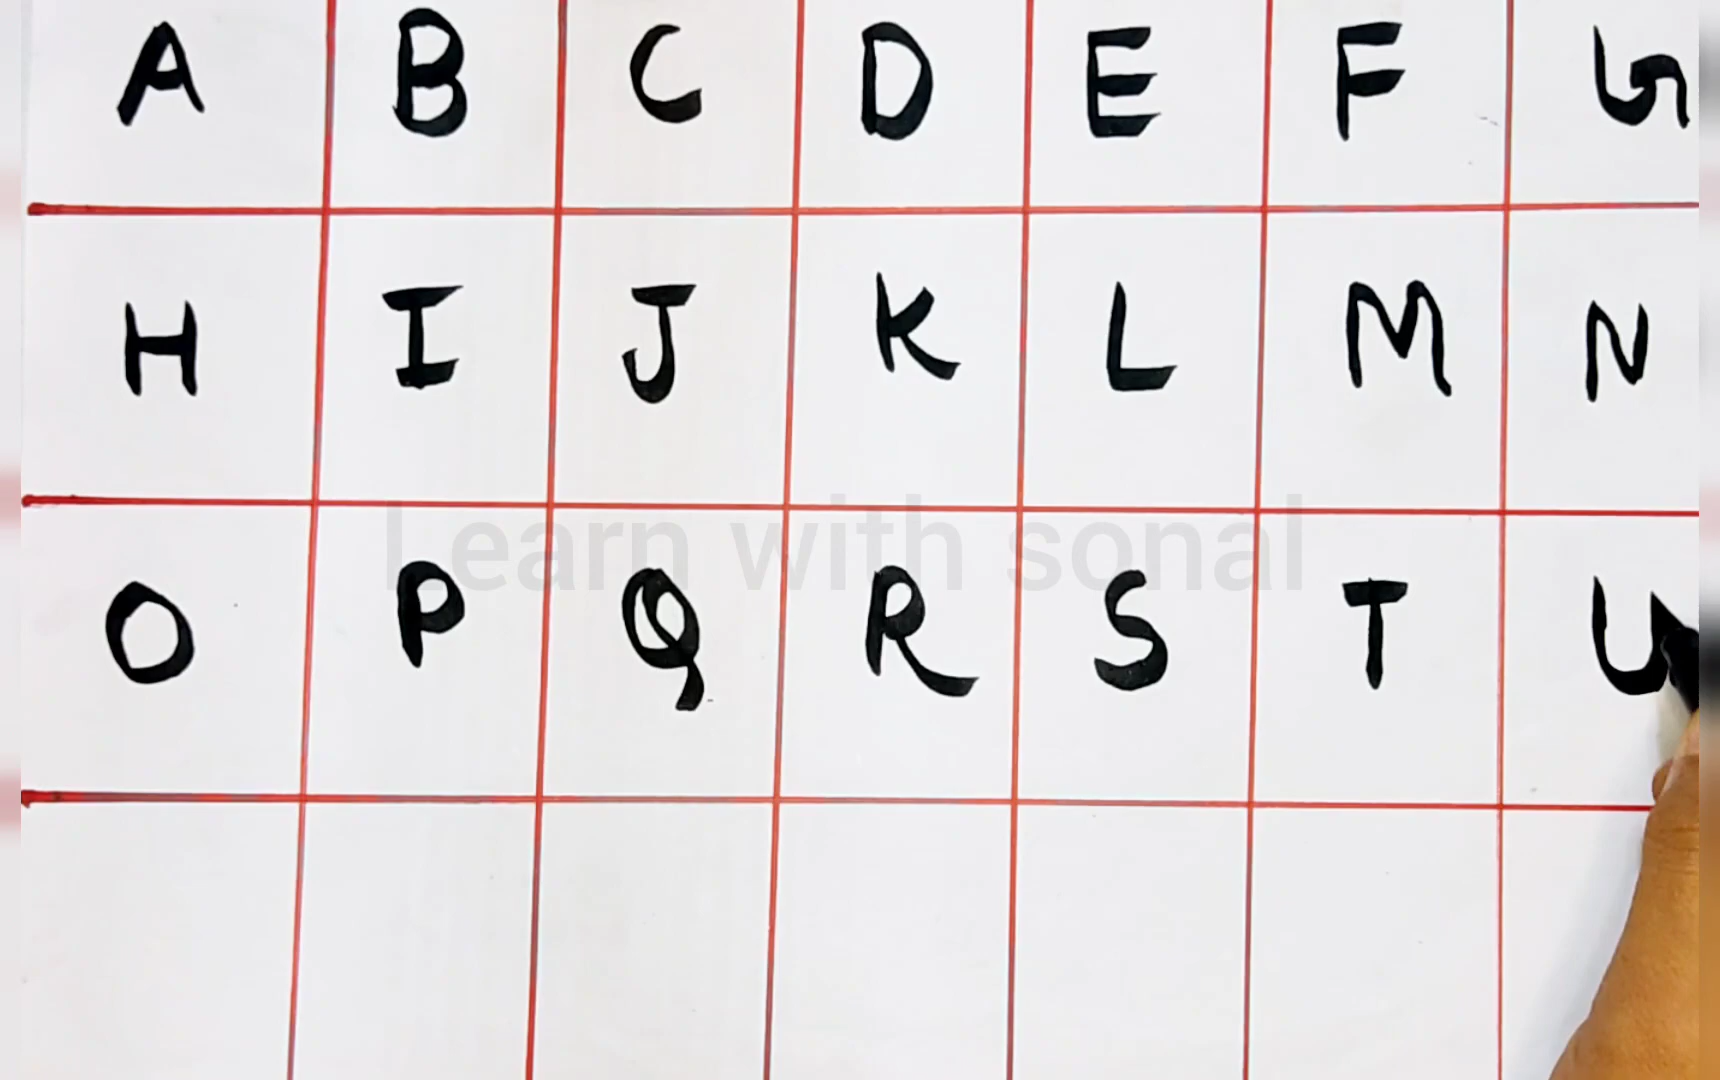 A B C D E F G
H I J K L M N
Learn with sonal
O P Q R S T U